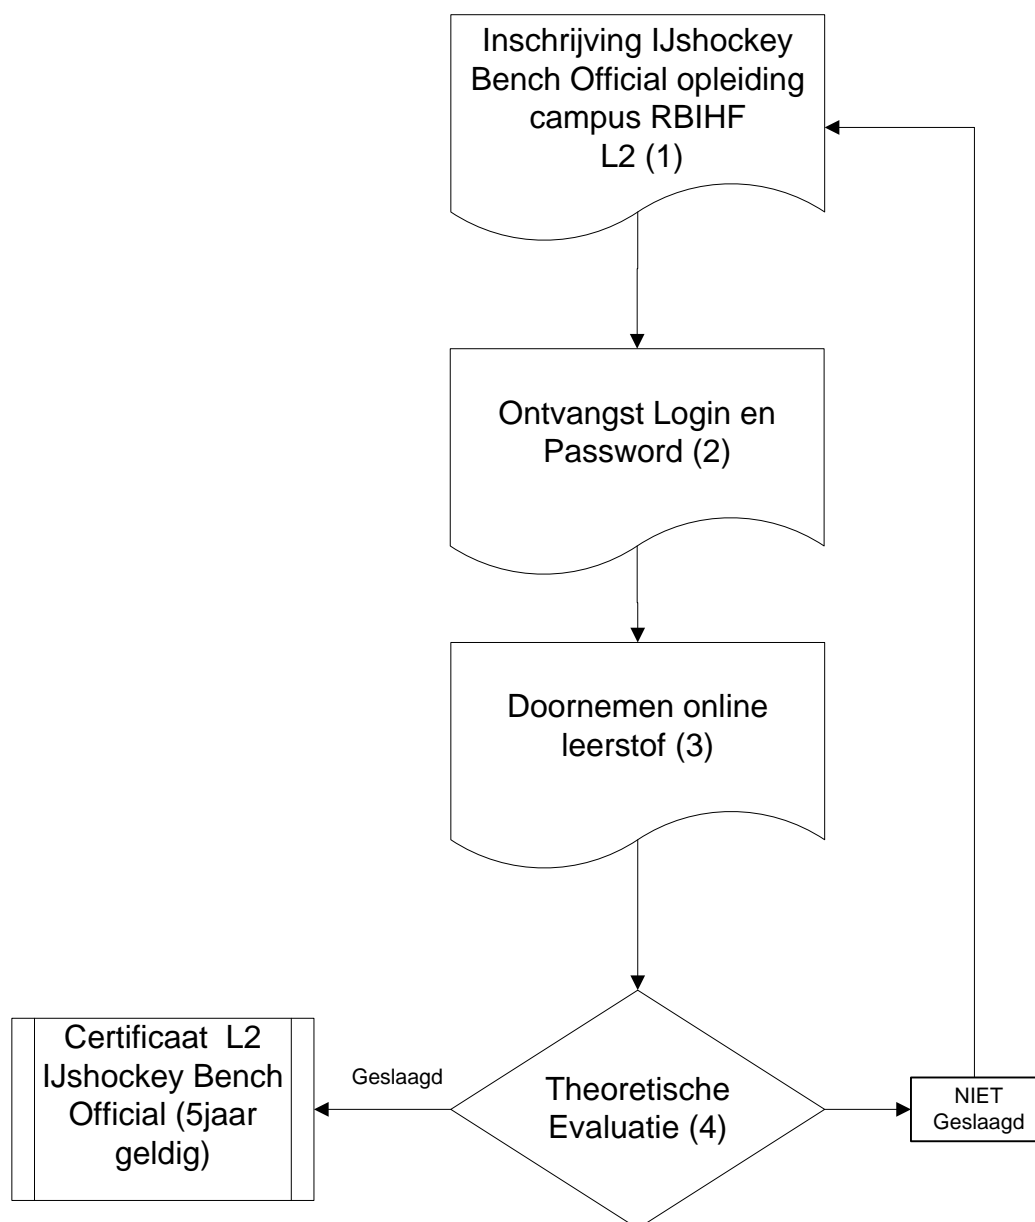 Inschrijving IJshockey
Bench Official opleiding
campus RBIHF
L2 (1)
Ontvangst Login en
Password (2)
Doornemen online
leerstof (3)
Theoretische
Evaluatie (4)
Geslaagd
Certificaat  L2
IJshockey Bench
Official (5jaar
geldig)
NIET
Geslaagd